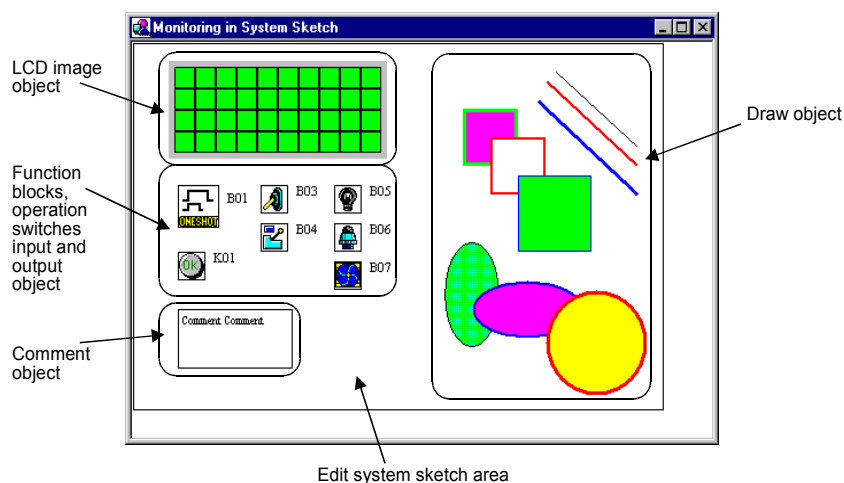 Monitoring in System Sketch
LCD image
object
Draw object
Function
blocks,
operation
switches
input and
output
object
B01
B03
B05
ONESHOT
B04
B06
OK
K01
B07
Comment Comment
Comment
object
Edit system sketch area